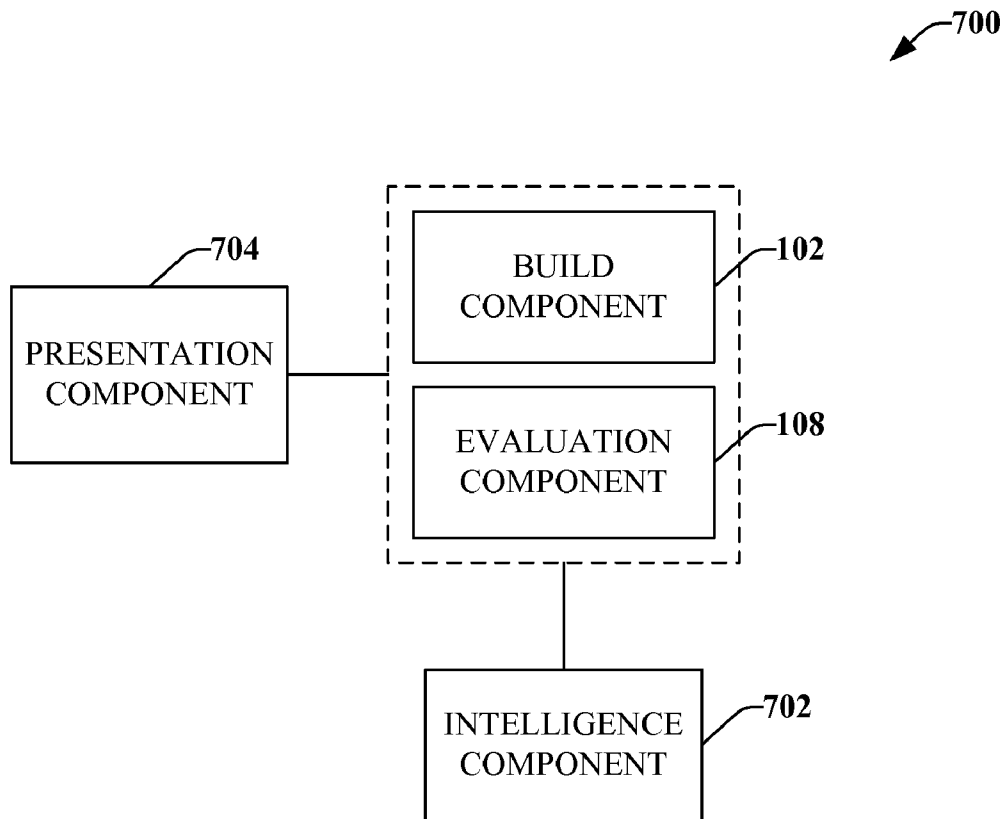 700
704
BUILD
COMPONENT
102
PRESENTATION
COMPONENT
EVALUATION
COMPONENT
108
INTELLIGENCE
COMPONENT
702